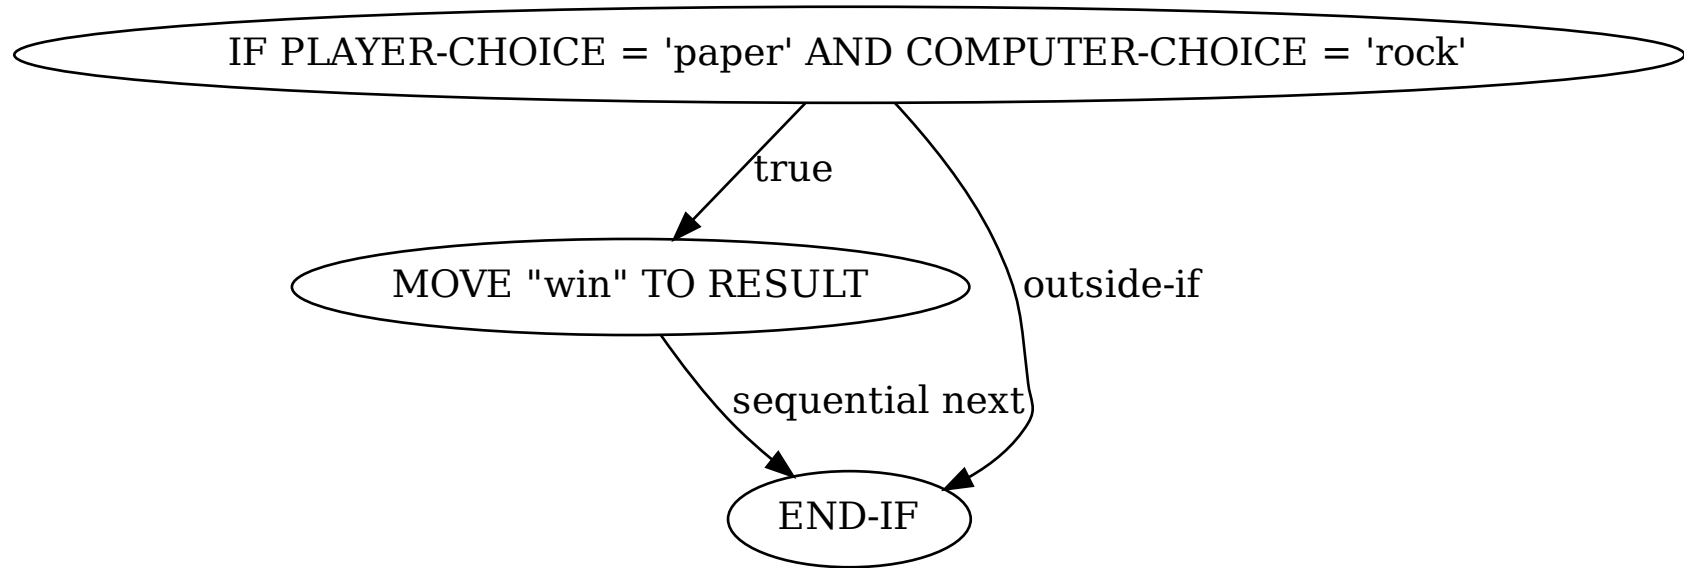 IF PLAYER-CHOICE = 'paper' AND COMPUTER-CHOICE = 'rock'
true
MOVE "win" TO RESULT
outside-if
sequential next
END-IF